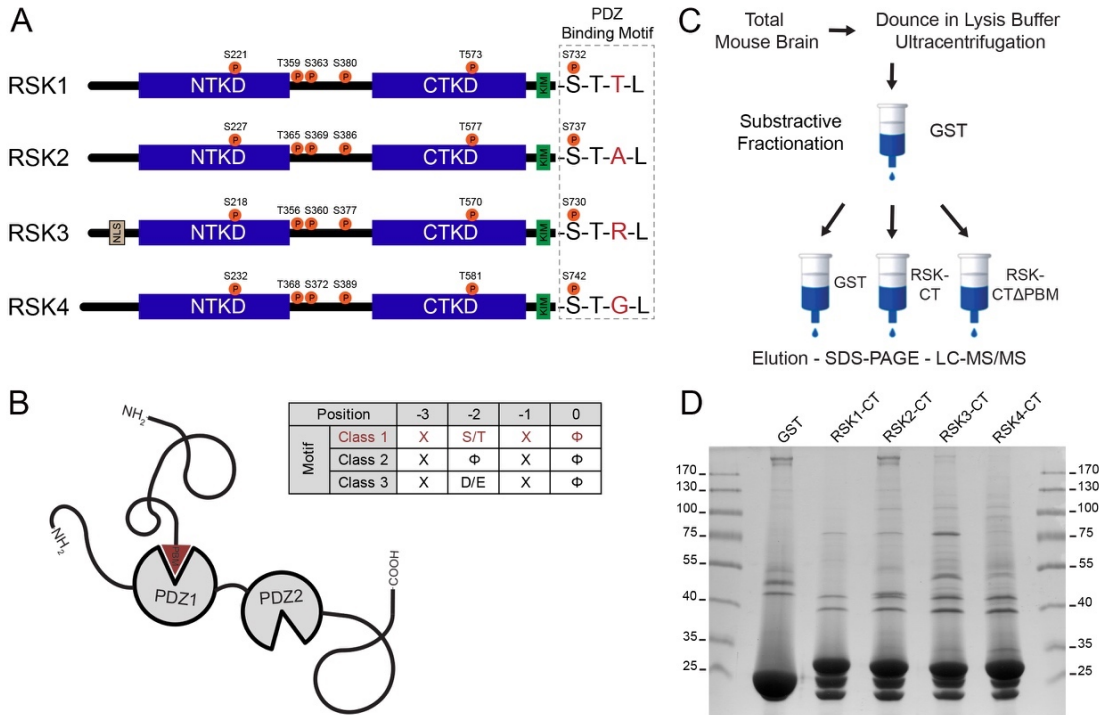 A
PDZ
Binding Motif
RSK1
NTKD
CTKD
KIM
S221
P
T359
P
S363
P
S380
P
T573
P
S732
P
S-T-T-L
RSK2
NTKD
CTKD
KIM
S227
P
T365
P
S369
P
S386
P
T577
P
S737
P
S-T-A-L
RSK3
NLS
NTKD
CTKD
KIM
S218
P
T356
P
S360
P
S377
P
T570
P
S730
P
S-T-R-L
RSK4
NTKD
CTKD
KIM
S232
P
T368
P
S372
P
S389
P
T581
P
S742
P
S-T-G-L
B
NH2
NH2
PBM
PDZ1
PDZ2
COOH
Position -3 -2 -1 0
Motif
Class 1 X S/T X Φ
Class 2 X Φ X Φ
Class 3 X D/E X Φ
C
Total
Mouse Brain
Dounce in Lysis Buffer
Ultracentrifugation
Substractive
Fractionation
GST
GST
RSK-
CT
RSK-
CTΔPBM
Elution - SDS-PAGE - LC-MS/MS
D
GST
RSK1-CT
RSK2-CT
RSK3-CT
RSK4-CT
170
130
100
75
55
40
35
25
170
130
100
75
55
40
35
25